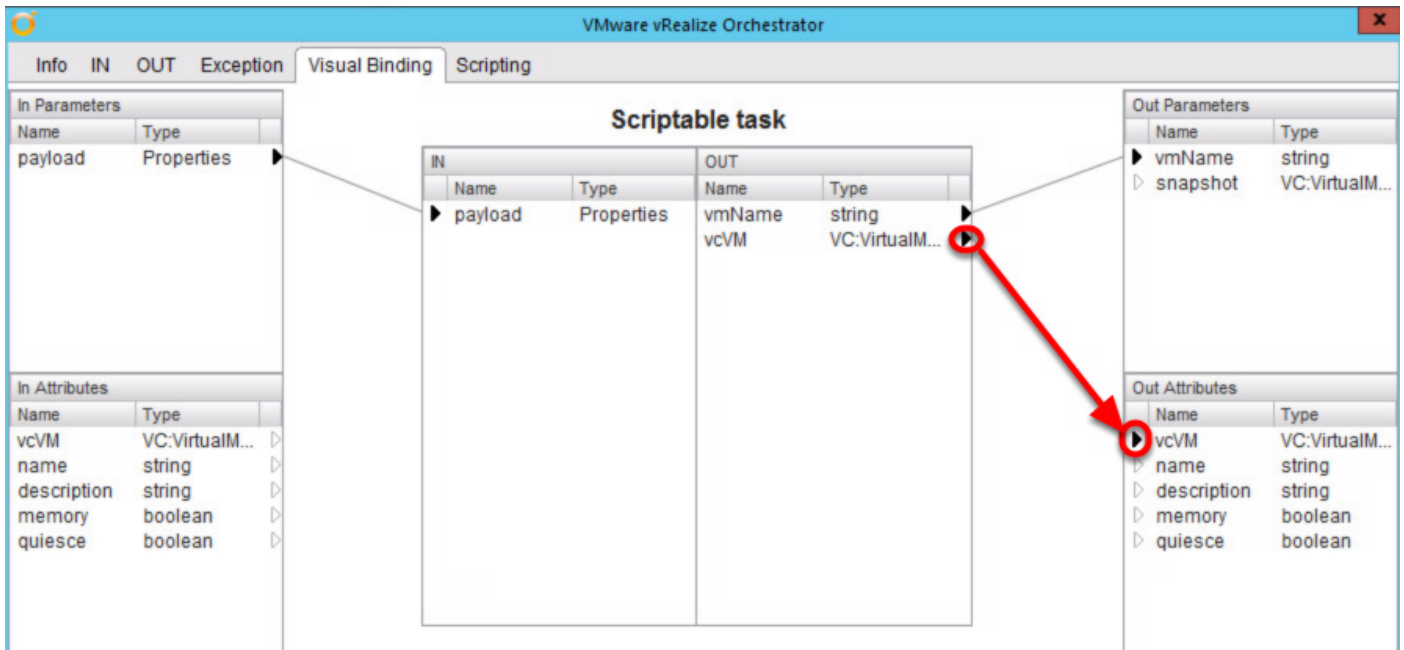 VMware vRealize Orchestrator
x
Info IN OUT Exception Visual Binding Scripting
In Parameters
Name Type
payload Properties
Scriptable task
IN OUT
Name Type Name Type
payload Properties vmName string
vcVM VC:VirtualM...
Out Parameters
Name Type
vmName string
snapshot VC:VirtualM...
In Attributes
Name Type
vcVM VC:VirtualM...
name string
description string
memory boolean
quiesce boolean
Out Attributes
Name Type
vcVM VC:VirtualM...
name string
description string
memory boolean
quiesce boolean